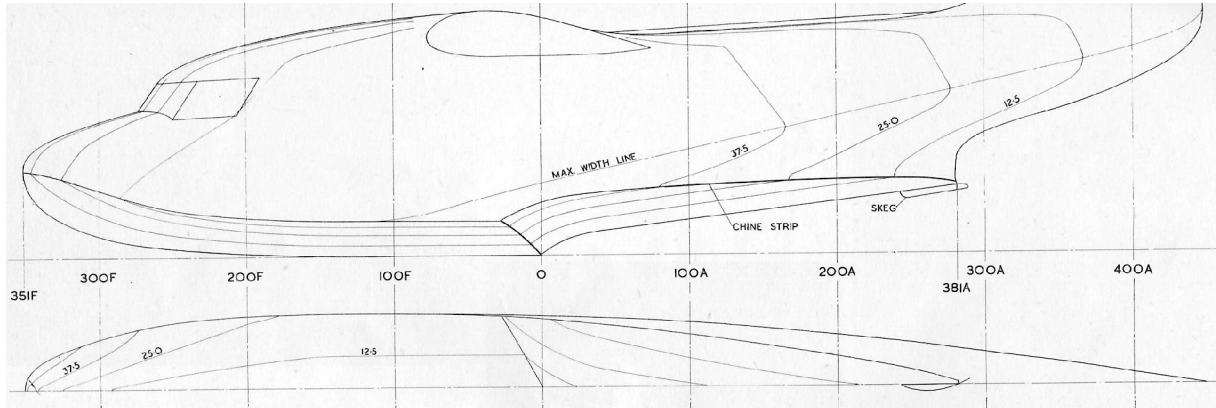 MAX. WIDTH LINE
37·5
25·0
12·5
SKEG
CHINE STRIP
300F
200F
100F
0
100A
200A
300A
400A
351F
381A
37·5
25·0
12·5